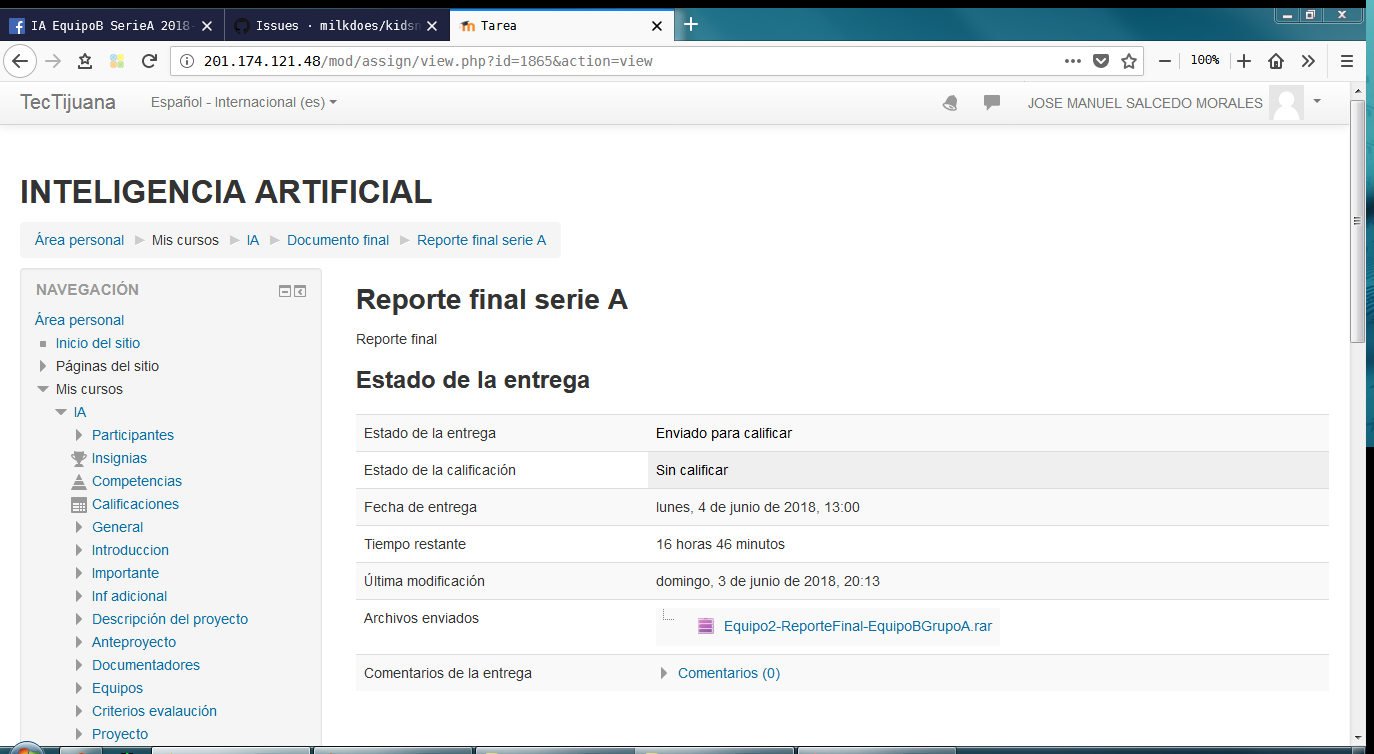 IA EquipoB SerieA 2018-
Issues · milkdoes/kidsn
Tarea
201.174.121.48/mod/assign/view.php?id=1865&action=view
100%
TecTijuana
Español - Internacional (es)
JOSE MANUEL SALCEDO MORALES
INTELIGENCIA ARTIFICIAL
Área personal Mis cursos IA Documento final Reporte final serie A
NAVEGACIÓN
Área personal
Inicio del sitio
Páginas del sitio
Mis cursos
IA
Participantes
Insignias
Competencias
Calificaciones
General
Introduccion
Importante
Inf adicional
Descripción del proyecto
Anteproyecto
Documentadores
Equipos
Criterios evalaución
Proyecto
Reporte final serie A
Reporte final
Estado de la entrega
Estado de la entrega Enviado para calificar
Estado de la calificación Sin calificar
Fecha de entrega lunes, 4 de junio de 2018, 13:00
Tiempo restante 16 horas 46 minutos
Última modificación domingo, 3 de junio de 2018, 20:13
Archivos enviados Equipo2-ReporteFinal-EquipoBGrupoA.rar
Comentarios de la entrega Comentarios (0)